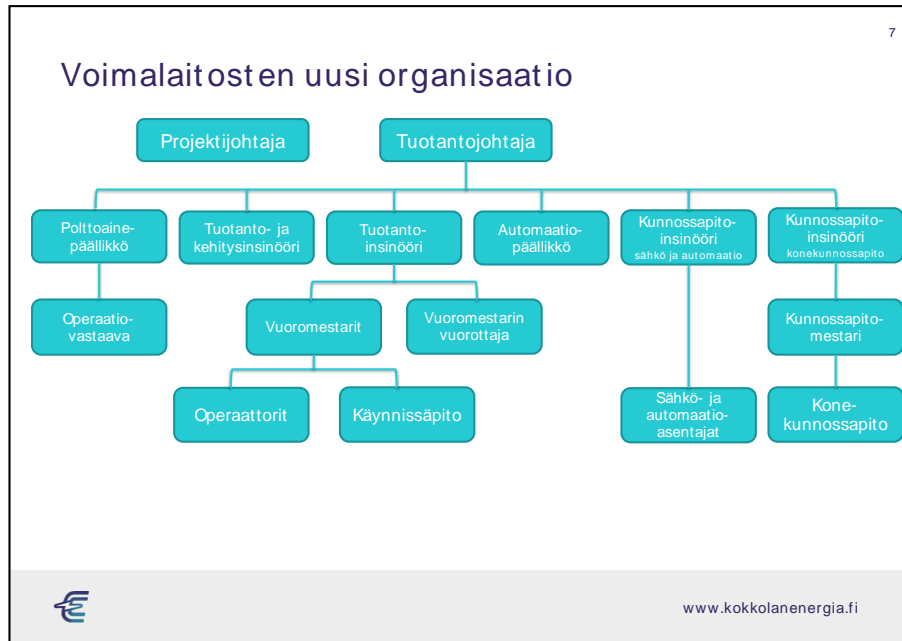 7
Voimalaitosten uusi organisaatio
Projektijohtaja
Tuotantojohtaja
Polttoaine-
päällikkö
Tuotanto- ja
kehitysinsinööri
Tuotanto-
insinööri
Automaatio-
päällikkö
Kunnossapito-
insinööri
sähkö ja automaatio
Kunnossapito-
insinööri
konekunnossapito
Operaatio-
vastaava
Vuoromestarit
Vuoromestarin
vuorottaja
Kunnossapito-
mestari
Operaattorit
Käynnissäpito
Sähkö- ja
automaatio-
asentajat
Kone-
kunnossapito
www.kokkolanenergia.fi